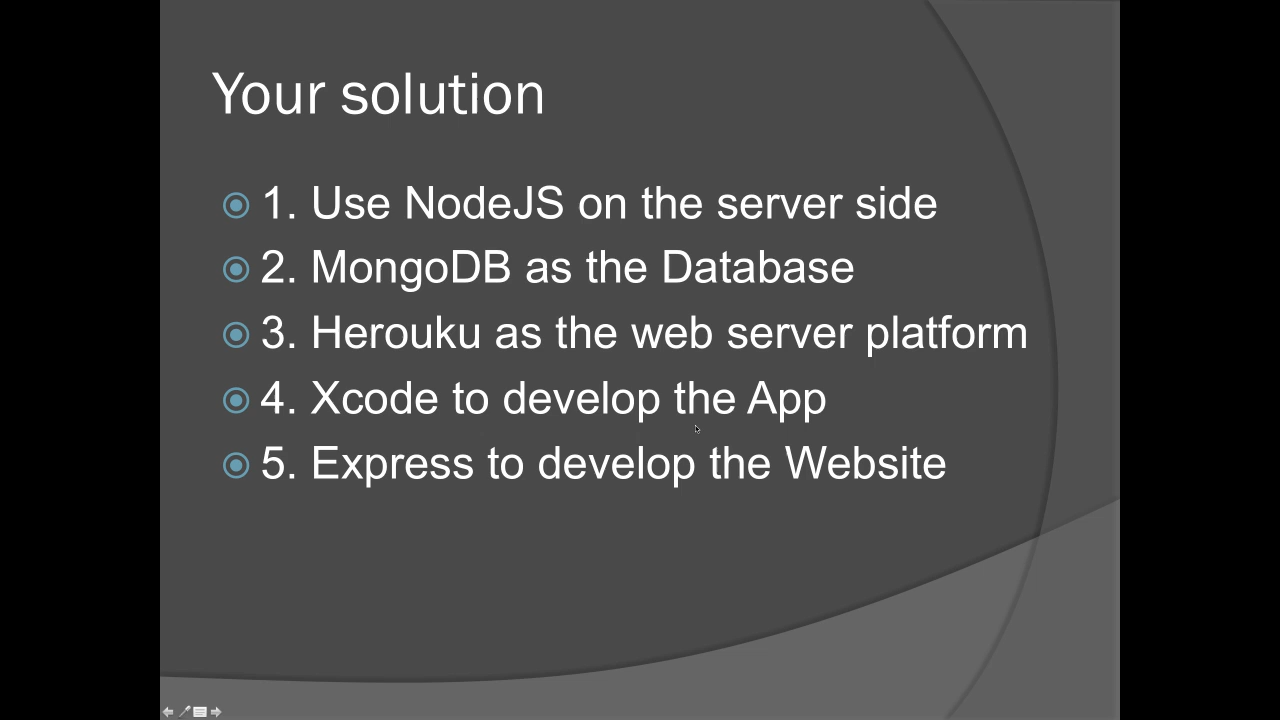 Your solution
1. Use NodeJS on the server side
2. MongoDB as the Database
3. Herouku as the web server platform
4. Xcode to develop the App
5. Express to develop the Website